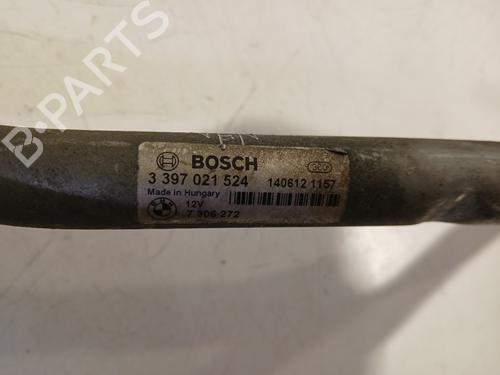 B-PARTS
BOSCH
3 397 021 524 140612 1157
Made in Hungary
12V
7 306 272